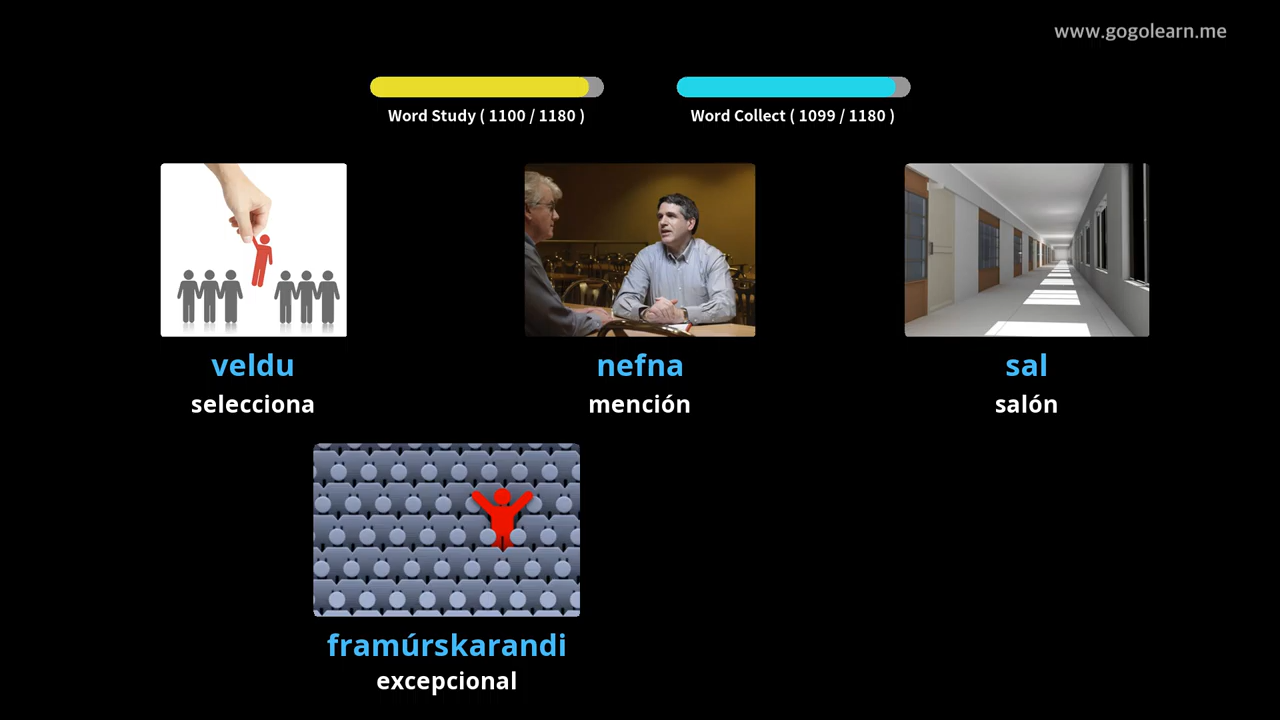 www.gogolearn.me
Word Study ( 1100 / 1180 )
Word Collect ( 1099 / 1180 )
veldu
selecciona
nefna
mención
sal
salón
framúrskarandi
excepcional